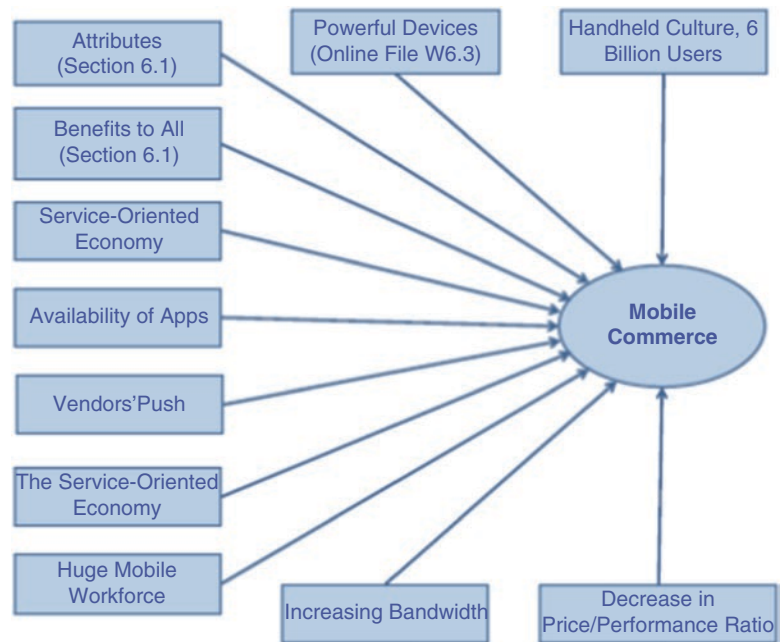 Attributes
(Section 6.1)
Powerful Devices
(Online File W6.3)
Handheld Culture, 6
Billion Users
Benefits to All
(Section 6.1)
Service-Oriented
Economy
Availability of Apps
Mobile
Commerce
Vendors'Push
The Service-Oriented
Economy
Huge Mobile
Workforce
Increasing Bandwidth
Decrease in
Price/Performance Ratio